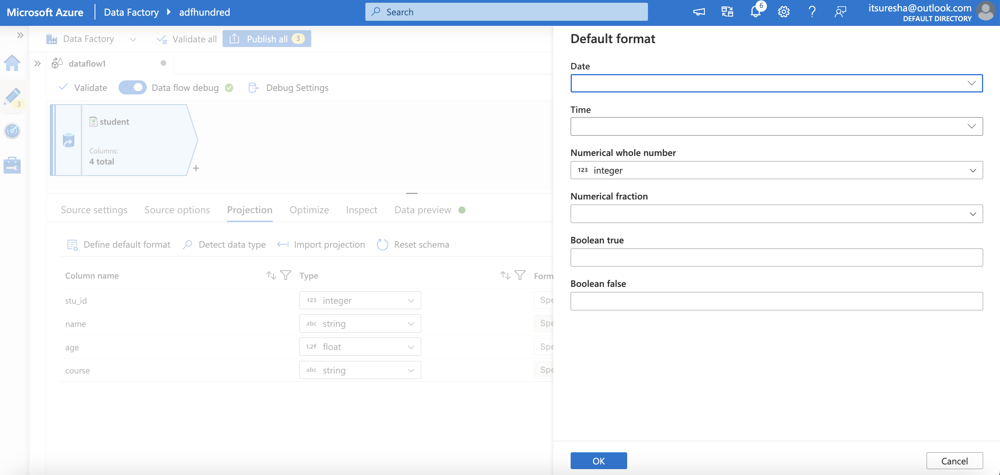 Microsoft Azure
Data Factory
adfhundred
Search
6
itsuresha@outlook.com
DEFAULT DIRECTORY
Data Factory
Validate all
Publish all 3
dataflow1
3
Validate
Data flow debug
Debug Settings
student
Columns:
4 total
+
Source settings
Source options
Projection
Optimize
Inspect
Data preview
Define default format
Detect data type
Import projection
Reset schema
Column name
Type
Form
stu_id
123 integer
Spe
name
abc string
Spe
age
1.2f float
Spe
course
abc string
Spe
Default format
Date
Time
Numerical whole number
123 integer
Numerical fraction
Boolean true
Boolean false
OK
Cancel